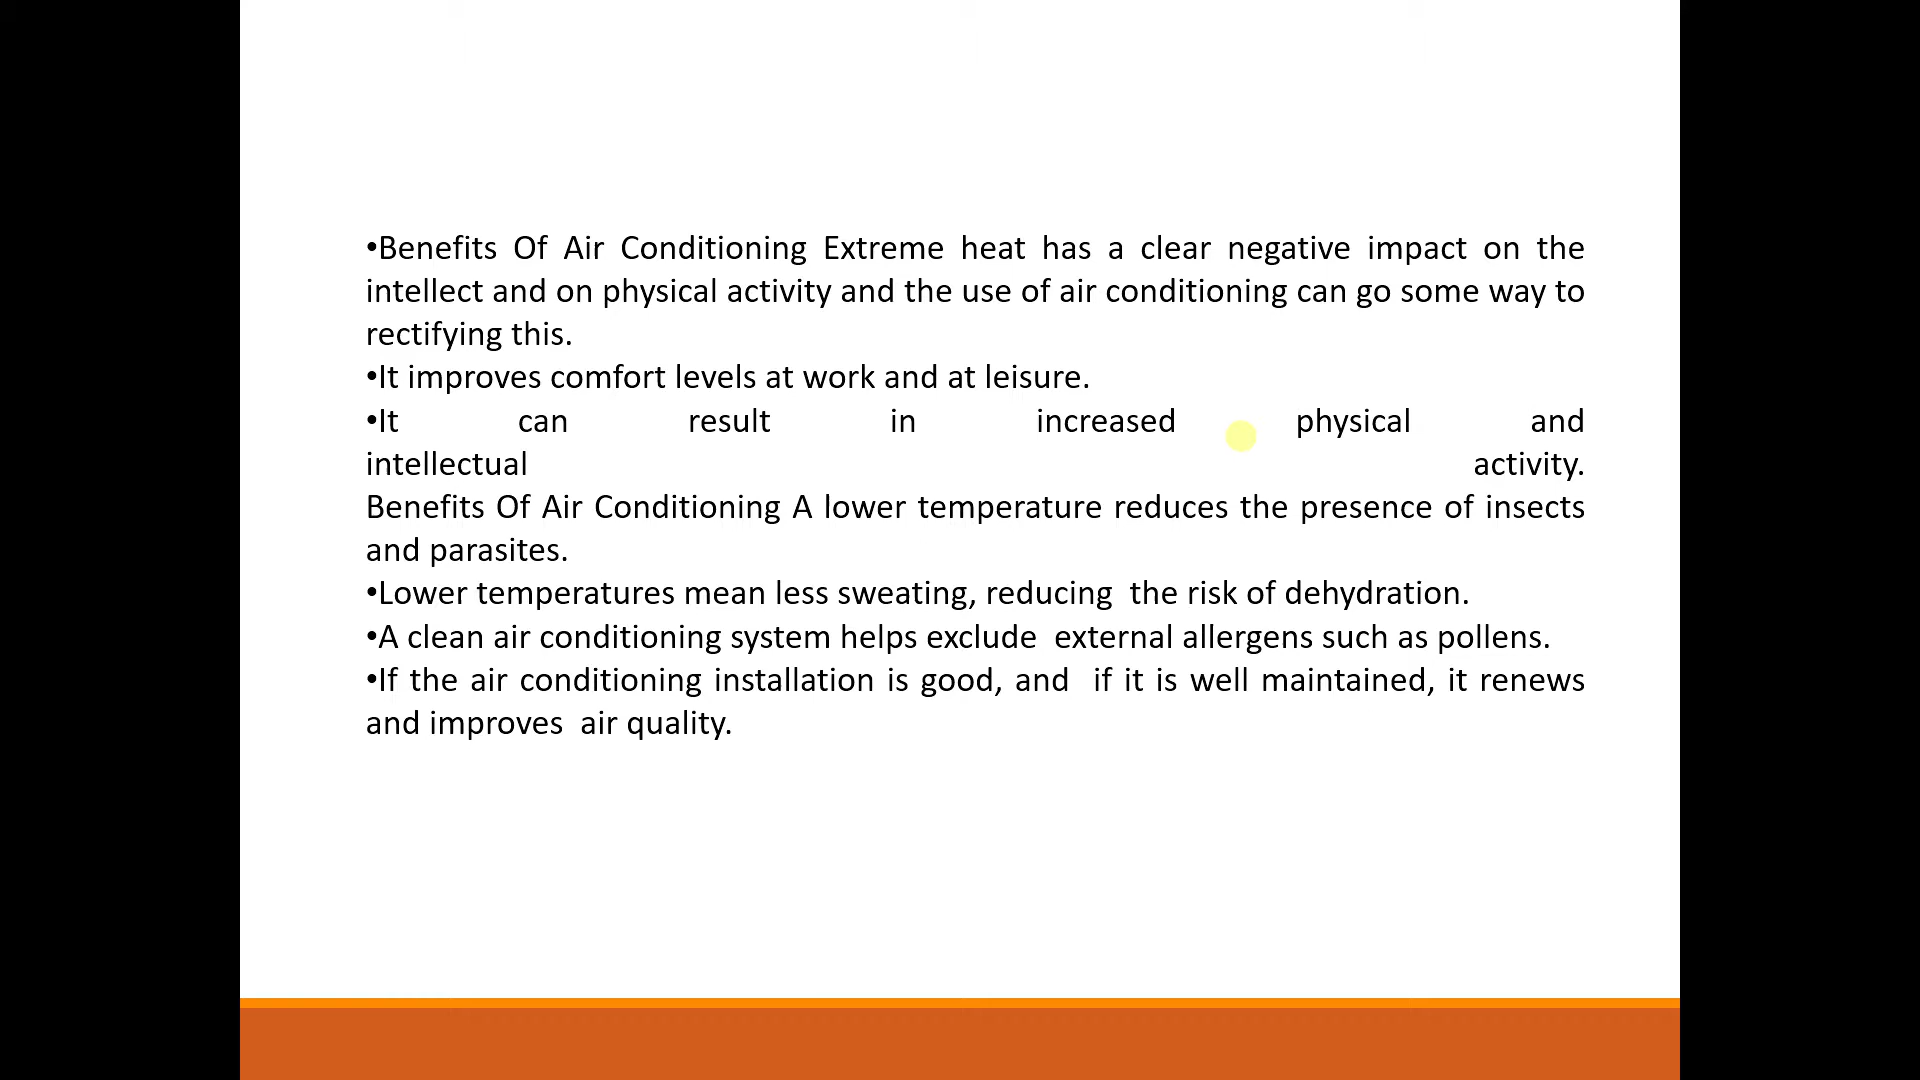 •Benefits Of Air Conditioning Extreme heat has a clear negative impact on the
intellect and on physical activity and the use of air conditioning can go some way to
rectifying this.
•It improves comfort levels at work and at leisure.
•It can result in increased physical and
intellectual activity.
Benefits Of Air Conditioning A lower temperature reduces the presence of insects
and parasites.
•Lower temperatures mean less sweating, reducing  the risk of dehydration.
•A clean air conditioning system helps exclude  external allergens such as pollens.
•If the air conditioning installation is good, and  if it is well maintained, it renews
and improves  air quality.